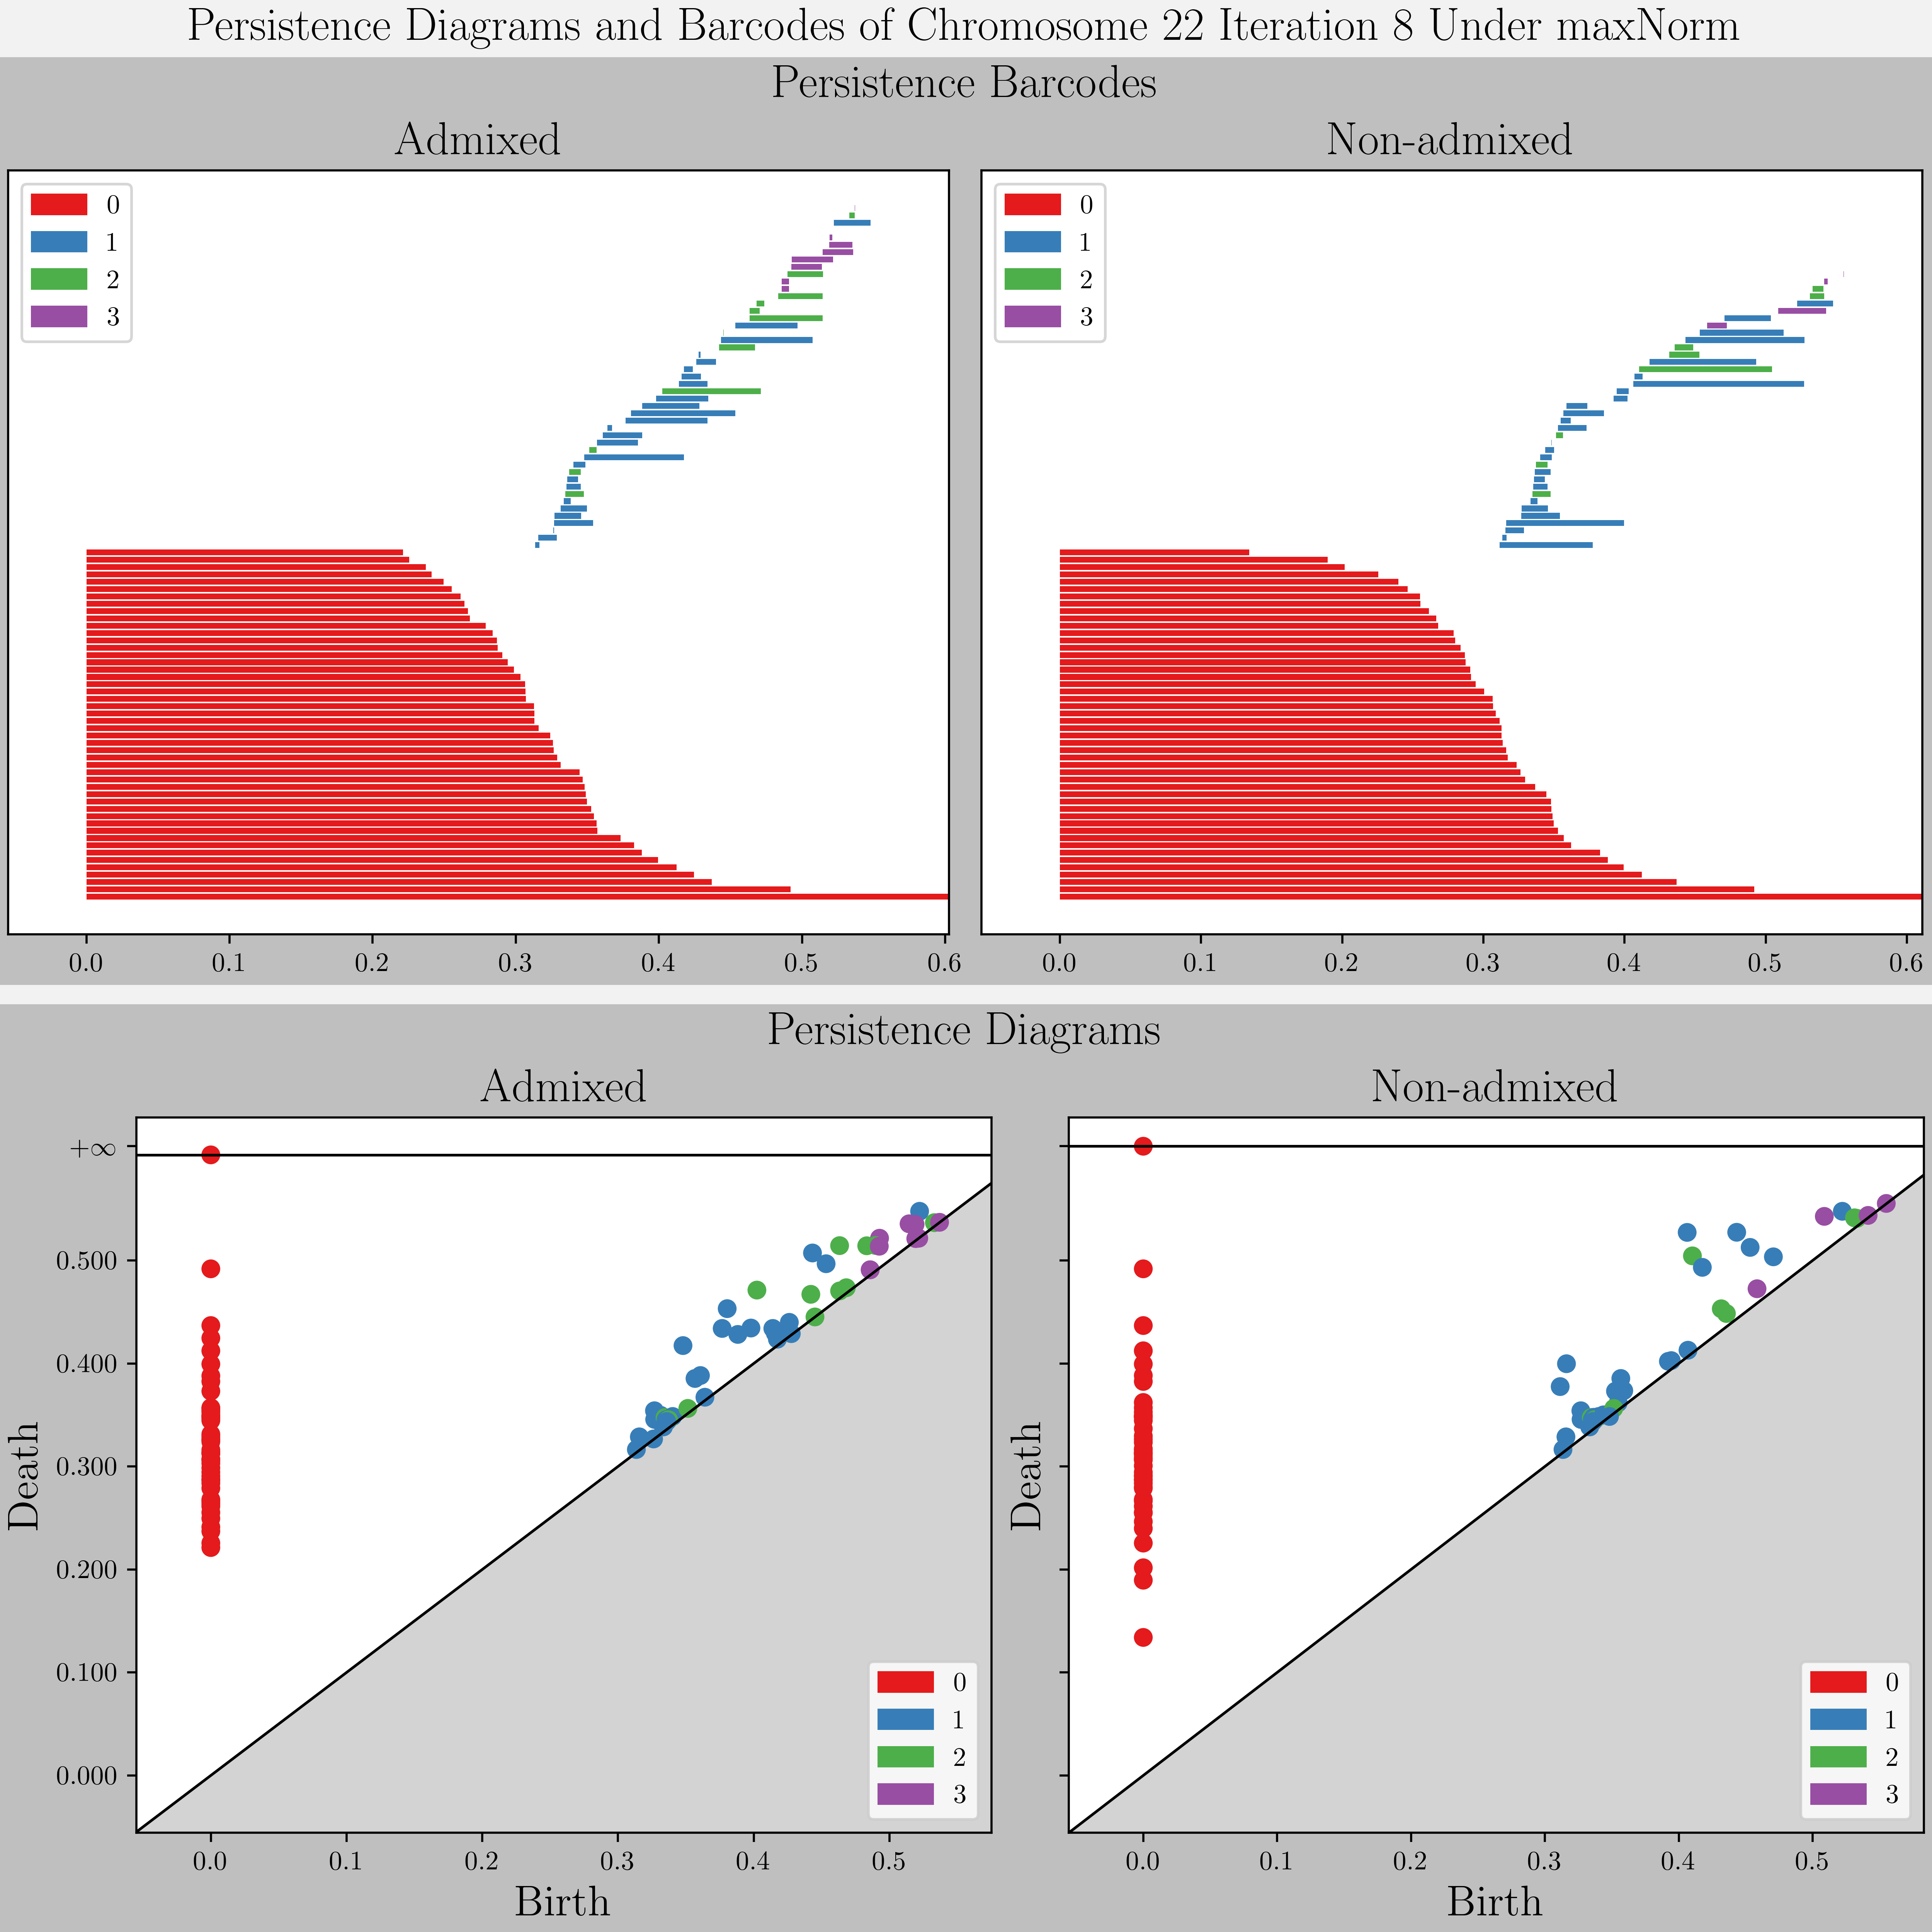 Persistence Diagrams and Barcodes of Chromosome 22 Iteration 8 Under maxNorm
Persistence Barcodes
Admixed
Non-admixed
0
1
2
3
0
1
2
3
0.0 0.1 0.2 0.3 0.4 0.5 0.6
0.0 0.1 0.2 0.3 0.4 0.5 0.6
Persistence Diagrams
Admixed
Non-admixed
+∞
0.500
0.400
0.300
0.200
0.100
0.000
Death
0
1
2
3
0.0 0.1 0.2 0.3 0.4 0.5
Birth
Death
0
1
2
3
0.0 0.1 0.2 0.3 0.4 0.5
Birth